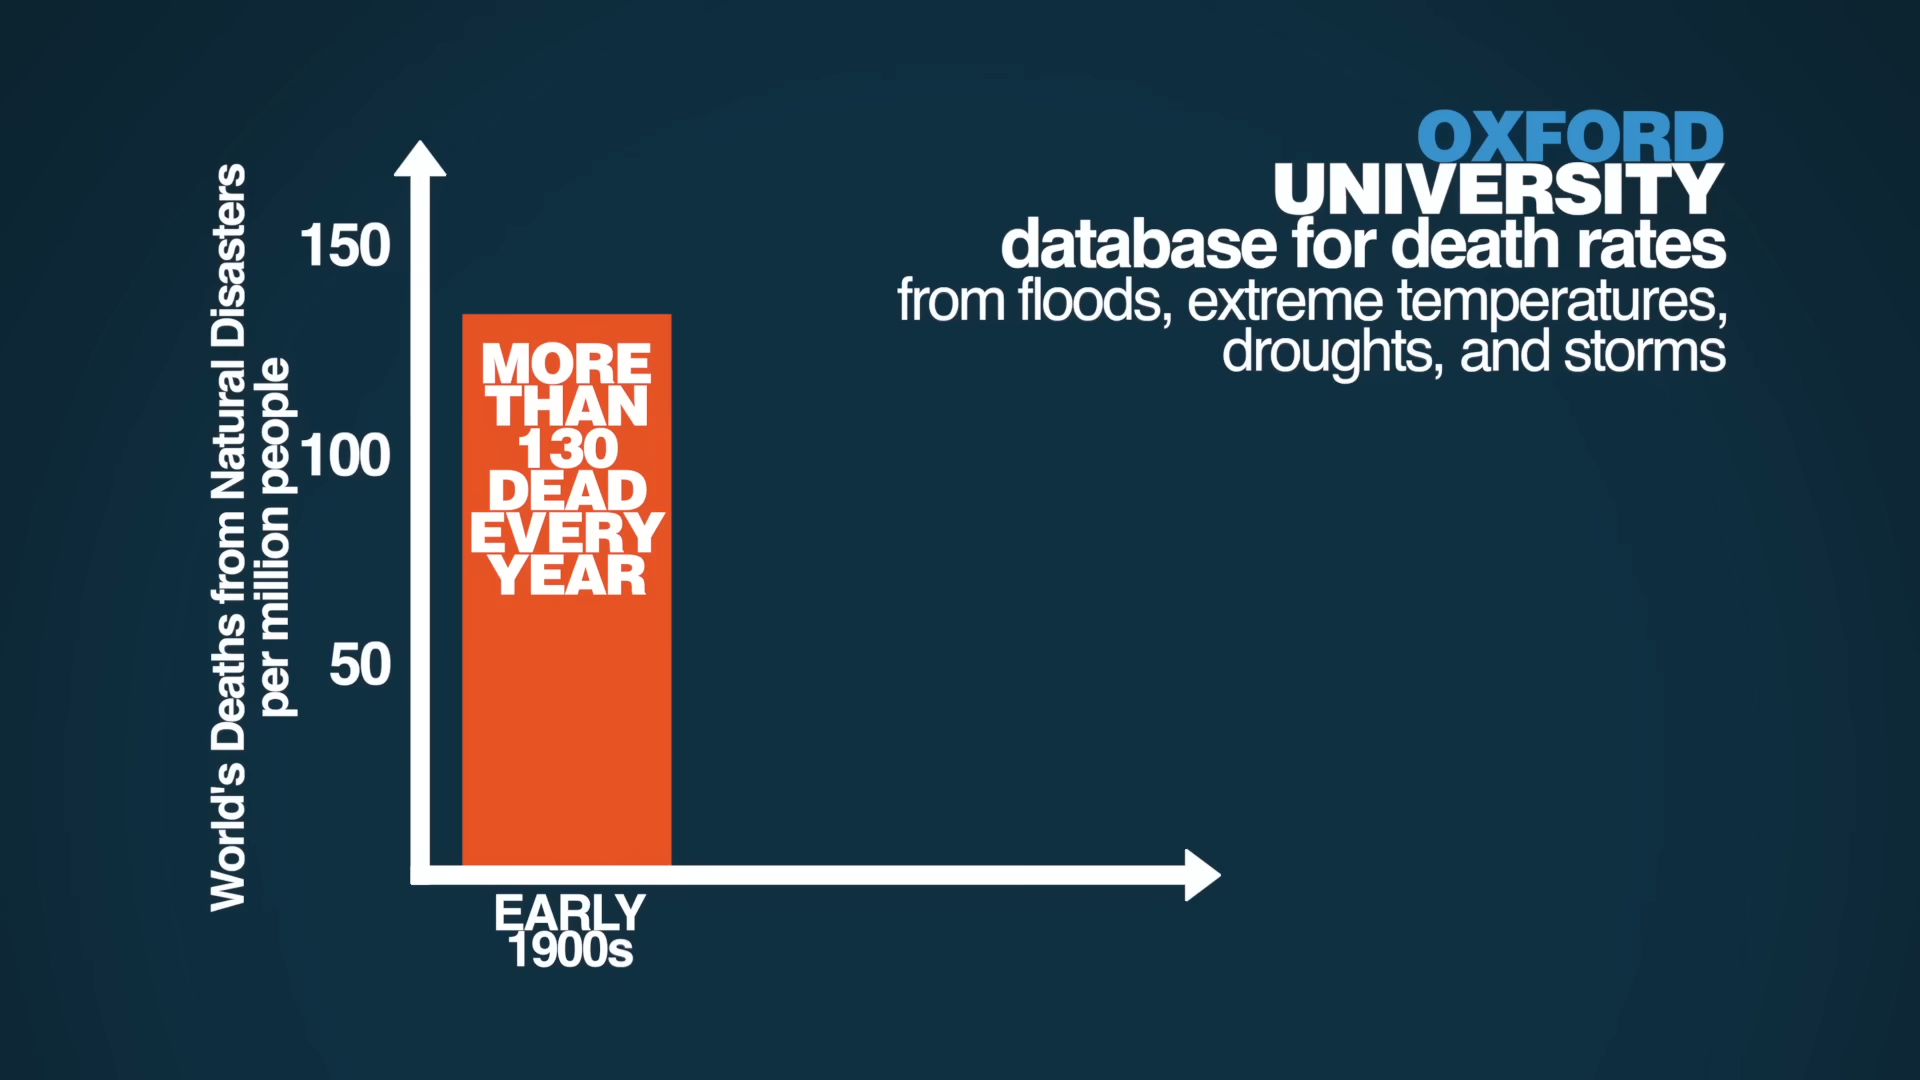 OXFORD
UNIVERSITY
database for death rates
from floods, extreme temperatures,
droughts, and storms
World's Deaths from Natural Disasters
per million people
150
100
50
MORE
THAN
130
DEAD
EVERY
YEAR
EARLY
1900s